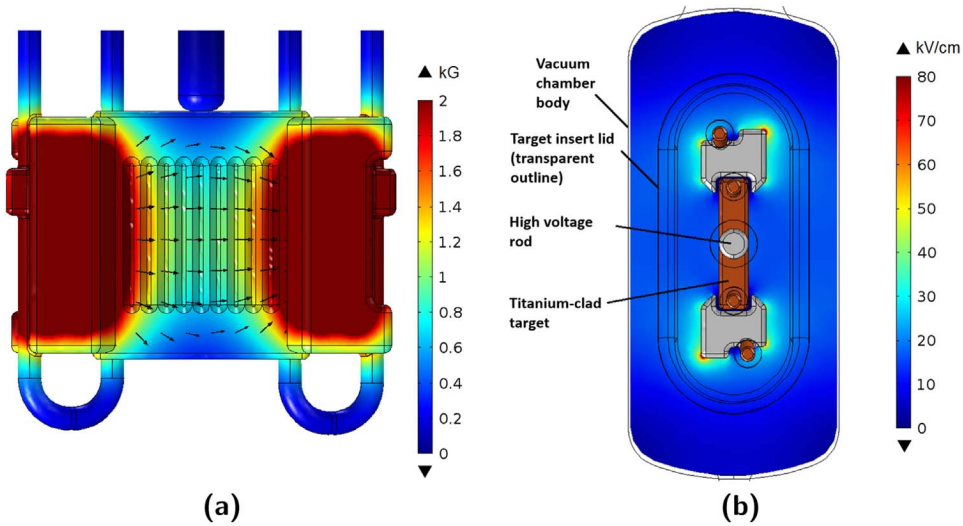 ▲ kG
2
1.8
1.6
1.4
1.2
1
0.8
0.6
0.4
0.2
0
▼
(a)
Vacuum
chamber
body
Target insert lid
(transparent
outline)
High voltage
rod
Titanium-clad
target
▲ kV/cm
80
70
60
50
40
30
20
10
0
▼
(b)